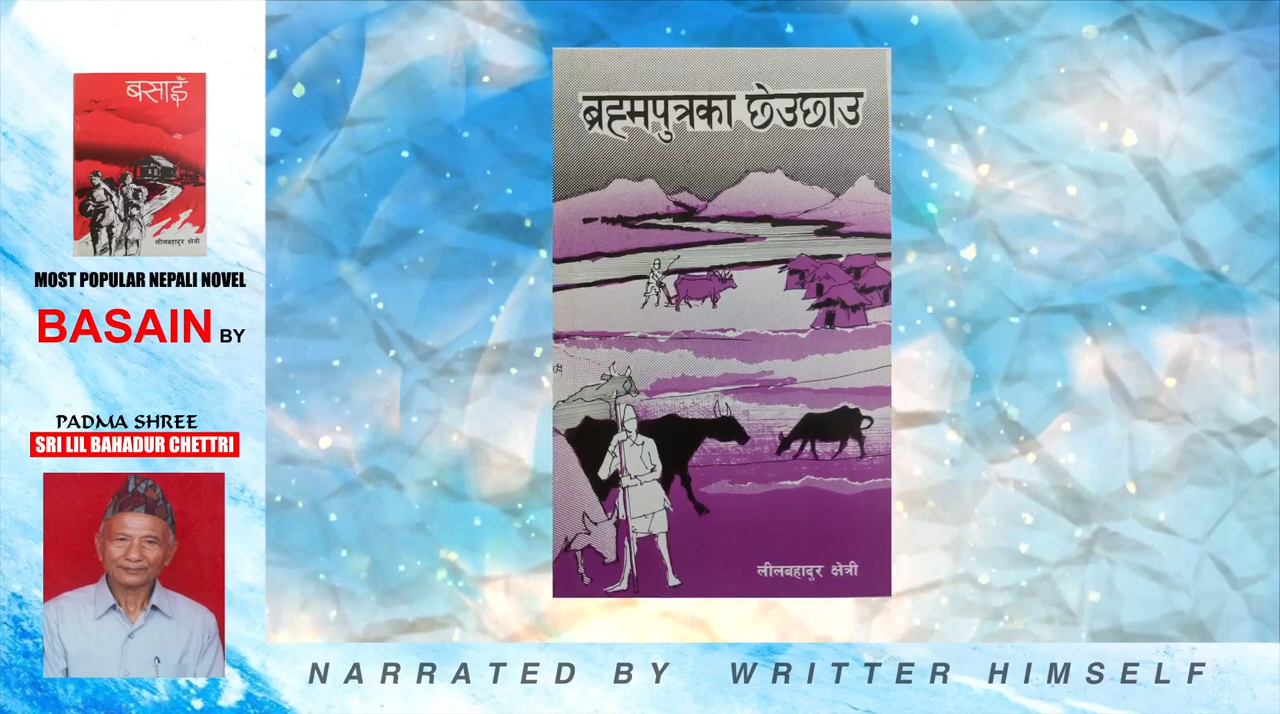 बसाइँ
लीलबहादुर क्षेत्री
MOST POPULAR NEPALI NOVEL
BASAIN BY
PADMA SHREE
SRI LIL BAHADUR CHETTRI
ब्रह्मपुत्रका छेउछाउ
लीलबहादुर क्षेत्री
NARRATED BY WRITTER HIMSELF